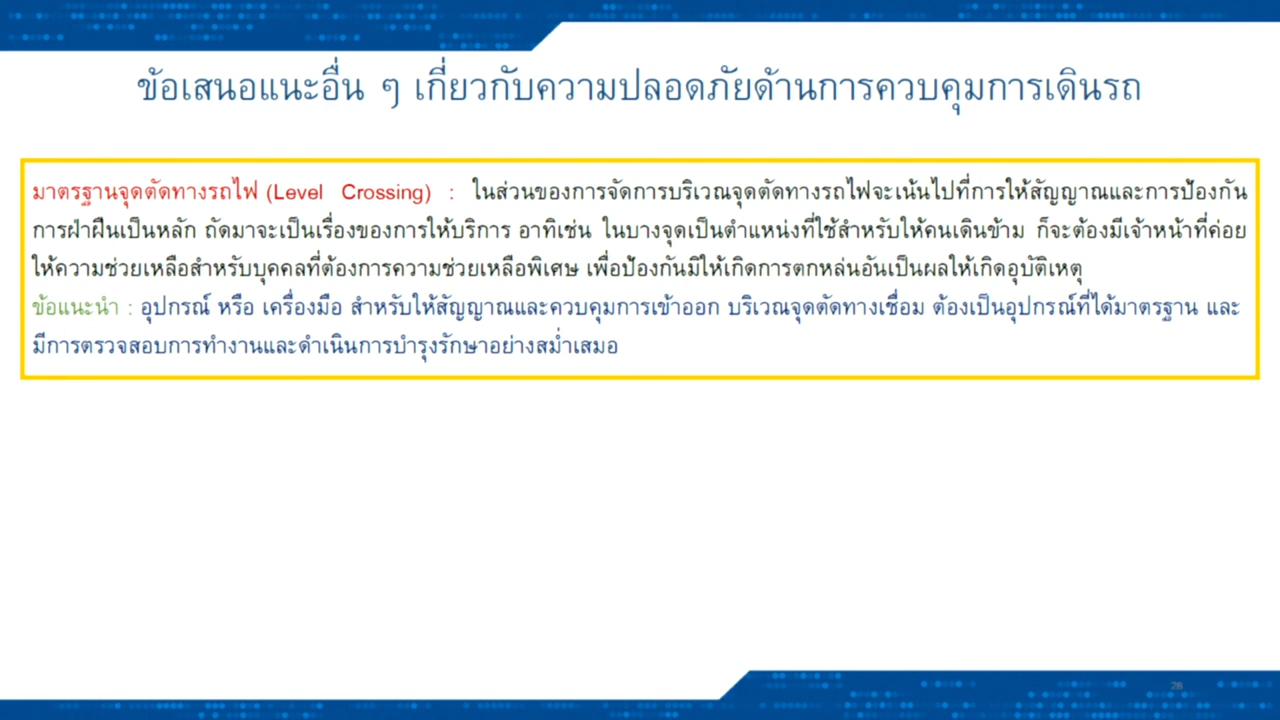 ข้อเสนอแนะอื่น ๆ เกี่ยวกับความปลอดภัยด้านการควบคุมการเดินรถ
มาตรฐานจุดตัดทางรถไฟ (Level Crossing) : ในส่วนของการจัดการบริเวณจุดตัดทางรถไฟจะเน้นไปที่การให้สัญญาณและการป้องกัน
การฝ่าฝืนเป็นหลัก ถัดมาจะเป็นเรื่องของการให้บริการ อาทิเช่น ในบางจุดเป็นตำแหน่งที่ใช้สำหรับให้คนเดินข้าม ก็จะต้องมีเจ้าหน้าที่ค่อย
ให้ความช่วยเหลือสำหรับบุคคลที่ต้องการความช่วยเหลือพิเศษ เพื่อป้องกันมิให้เกิดการตกหล่นอันเป็นผลให้เกิดอุบัติเหตุ
ข้อแนะนำ : อุปกรณ์ หรือ เครื่องมือ สำหรับให้สัญญาณและควบคุมการเข้าออก บริเวณจุดตัดทางเชื่อม ต้องเป็นอุปกรณ์ที่ได้มาตรฐาน และ
มีการตรวจสอบการทำงานและดำเนินการบำรุงรักษาอย่างสม่ำเสมอ
28